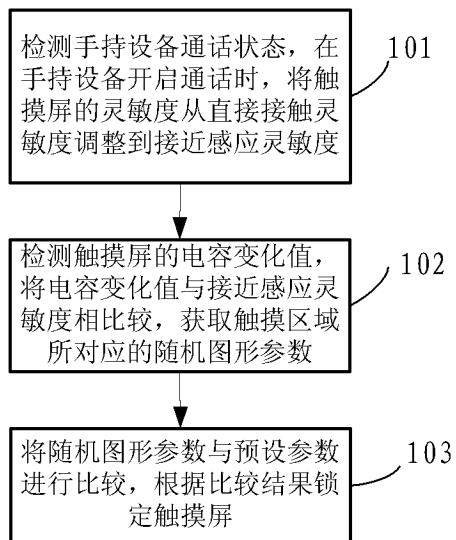 检测手持设备通话状态，在
手持设备开启通话时，将触
摸屏的灵敏度从直接接触灵
敏度调整到接近感应灵敏度
101
检测触摸屏的电容变化值，
将电容变化值与接近感应灵
敏度相比较，获取触摸区域
所对应的随机图形参数
102
将随机图形参数与预设参数
进行比较，根据比较结果锁
定触摸屏
103